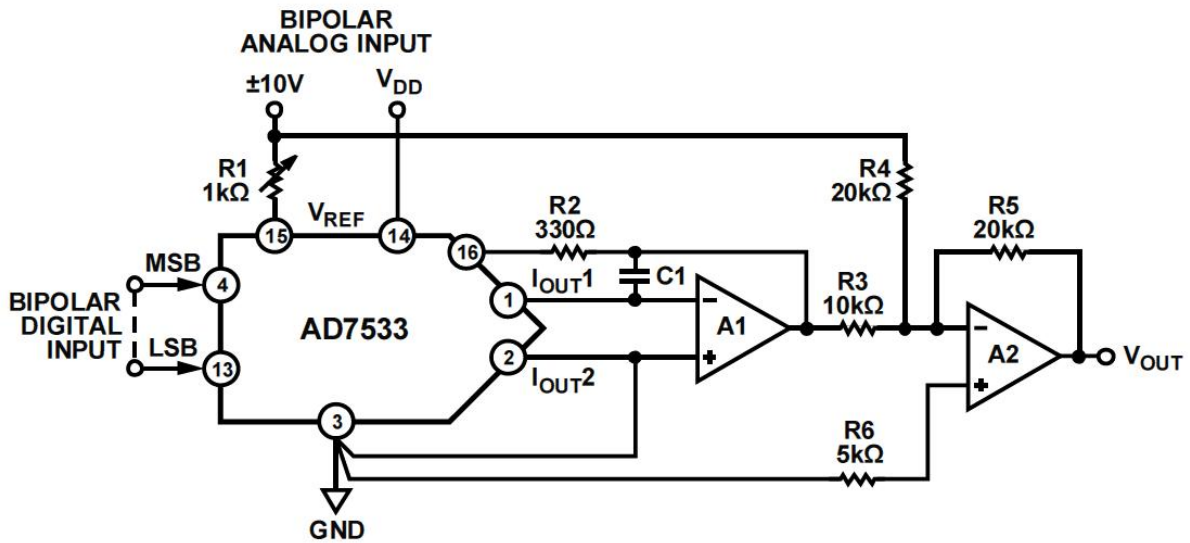 BIPOLAR
ANALOG INPUT
±10V
VDD
R1
1kΩ
R4
20kΩ
VREF
R2
330Ω
R5
20kΩ
15
14
16
MSB
4
IOUT1
C1
1
R3
10kΩ
BIPOLAR
DIGITAL
INPUT
AD7533
A1
A2
LSB
13
2
IOUT2
VOUT
3
R6
5kΩ
GND